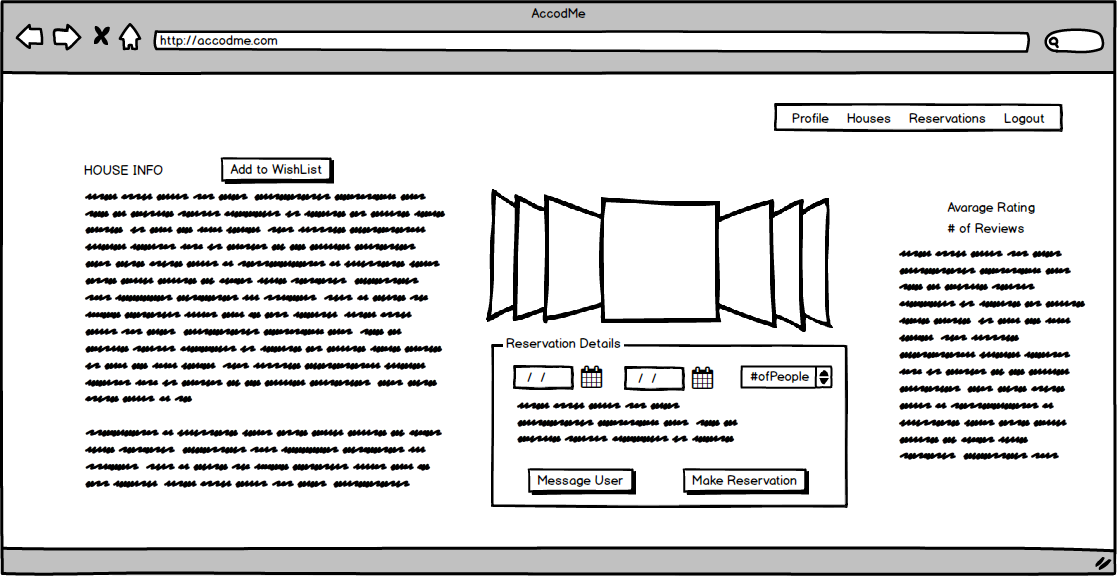 AccodMe
http://accodme.com
Profile Houses Reservations Logout
HOUSE INFO
Add to WishList
Avarage Rating
# of Reviews
Reservation Details
/ /
/ /
#ofPeople
Message User
Make Reservation